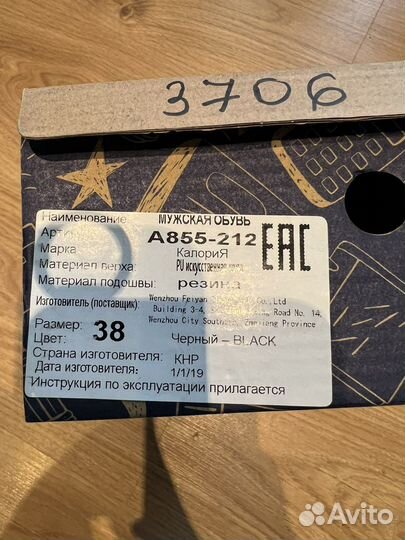 3706
Наименование: МУЖСКАЯ ОБУВЬ
A855-212
Марка КалориЯ
Материал верха: PU искусственная
Материал подошвы: резина
EAC
Изготовитель (поставщик): Wenzhou Co.,Ltd
Building 3-4, Road No. 14,
Wenzhou City Province
Размер: 38
Цвет: Черный – BLACK
Страна изготовителя: КНР
Дата изготовителя: 1/1/19
Инструкция по эксплуатации прилагается
Avito